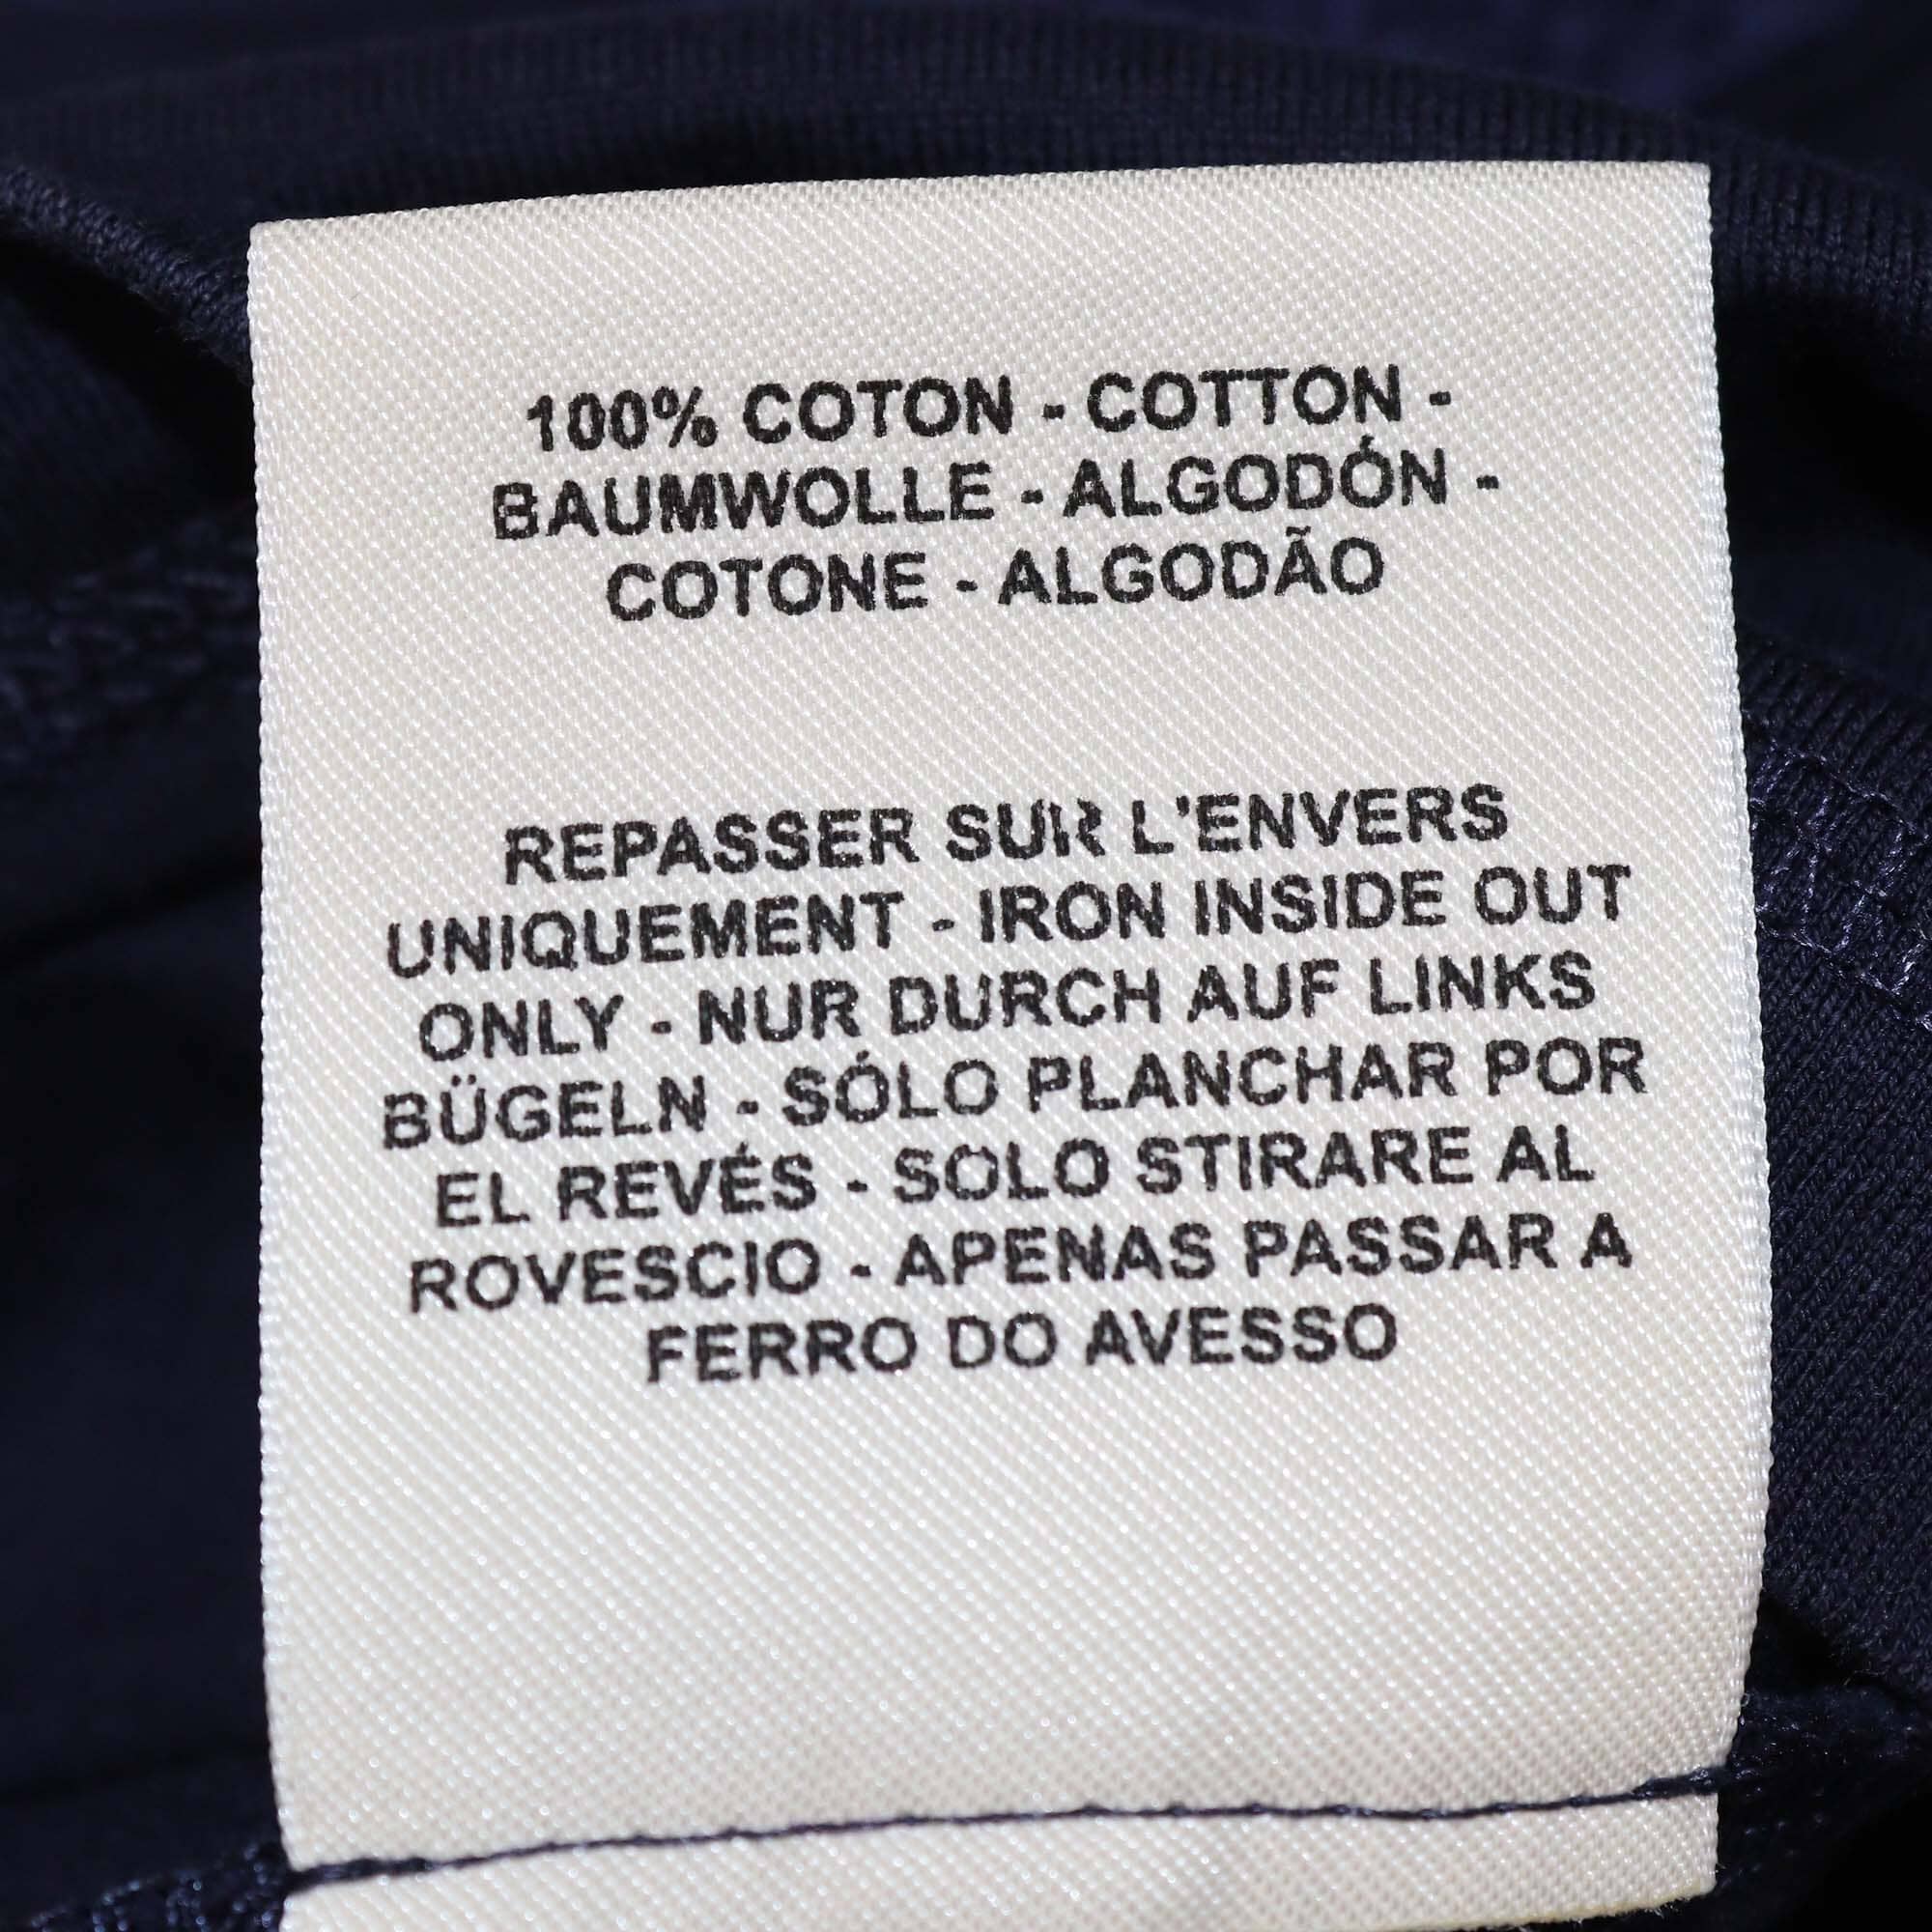 100% COTON - COTTON -
BAUMWOLLE - ALGODÓN -
COTONE - ALGODÃO
REPASSER SUR L'ENVERS
UNIQUEMENT - IRON INSIDE OUT
ONLY - NUR DURCH AUF LINKS
BÜGELN - SÓLO PLANCHAR POR
EL REVÉS - SOLO STIRARE AL
ROVESCIO - APENAS PASSAR A
FERRO DO AVESSO